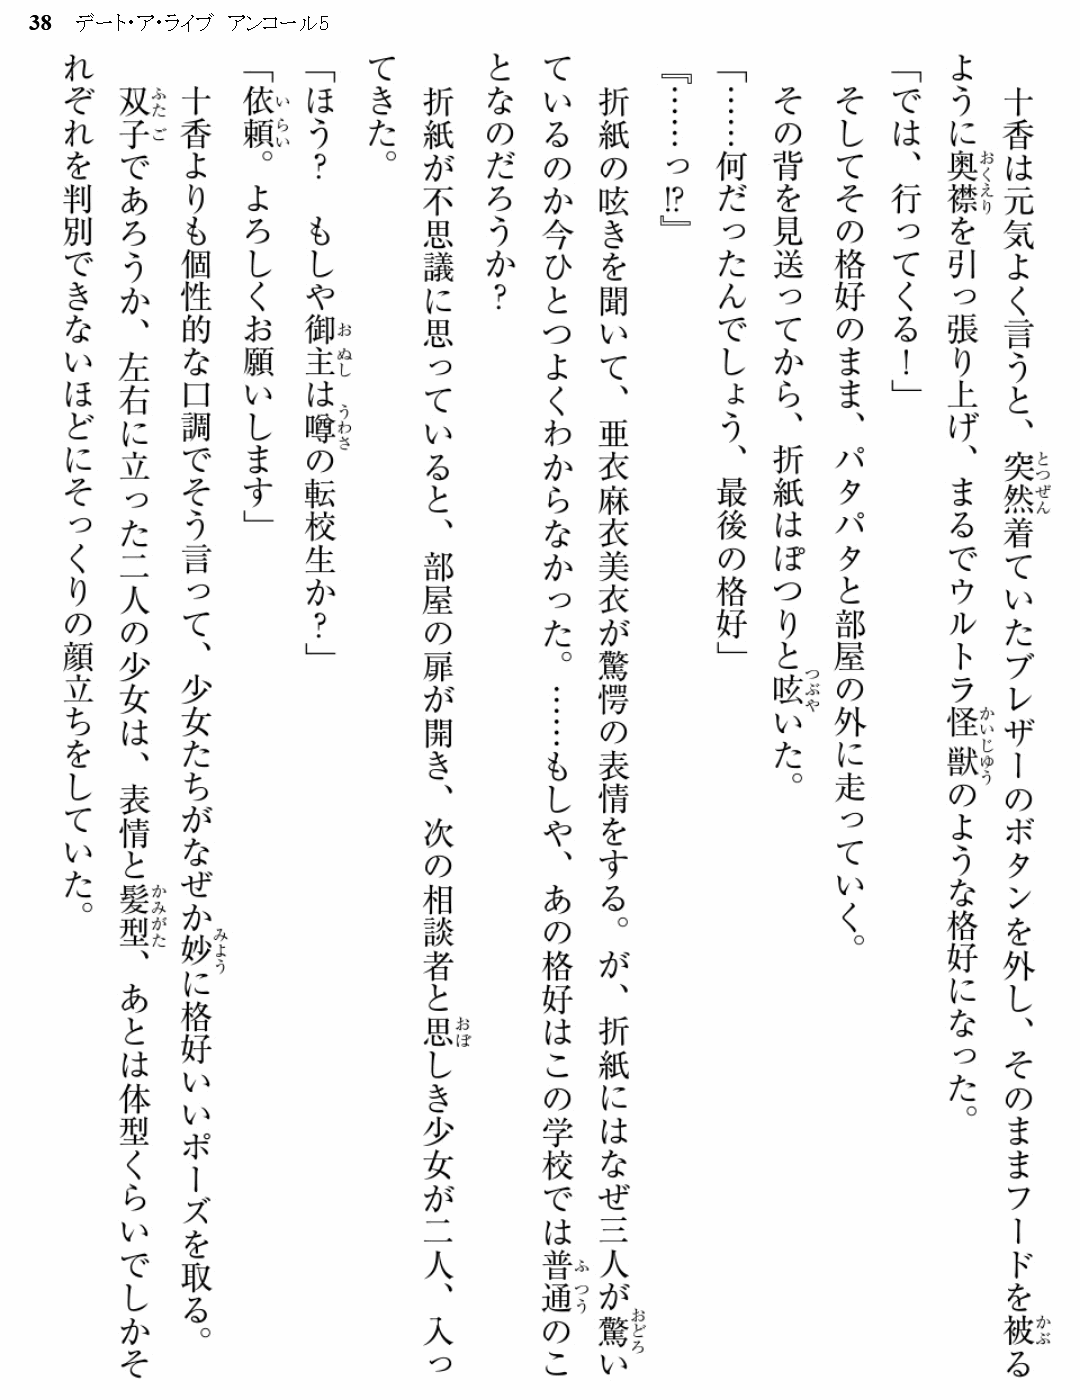 38 デート・ア・ライブ アンコール5
　十香は元気よく言うと、突然着ていたブレザーのボタンを外し、そのままフードを被る
ように奥襟を引っ張り上げ、まるでウルトラ怪獣のような格好になった。
「では、行ってくる！」
　そしてその格好のまま、パタパタと部屋の外に走っていく。
　その背を見送ってから、折紙はぽつりと呟いた。
「……何だったんでしょう、最後の格好」
『……っ!?』
　折紙の呟きを聞いて、亜衣麻衣美衣が驚愕の表情をする。が、折紙にはなぜ三人が驚い
ているのか今ひとつよくわからなかった。……もしや、あの格好はこの学校では普通のこ
となのだろうか？
　折紙が不思議に思っていると、部屋の扉が開き、次の相談者と思しき少女が二人、入っ
てきた。
「ほう？　もしや御主は噂の転校生か？」
「依頼。よろしくお願いします」
　十香よりも個性的な口調でそう言って、少女たちがなぜか妙に格好いいポーズを取る。
　双子であろうか、左右に立った二人の少女は、表情と髪型、あとは体型くらいでしかそ
れぞれを判別できないほどにそっくりの顔立ちをしていた。